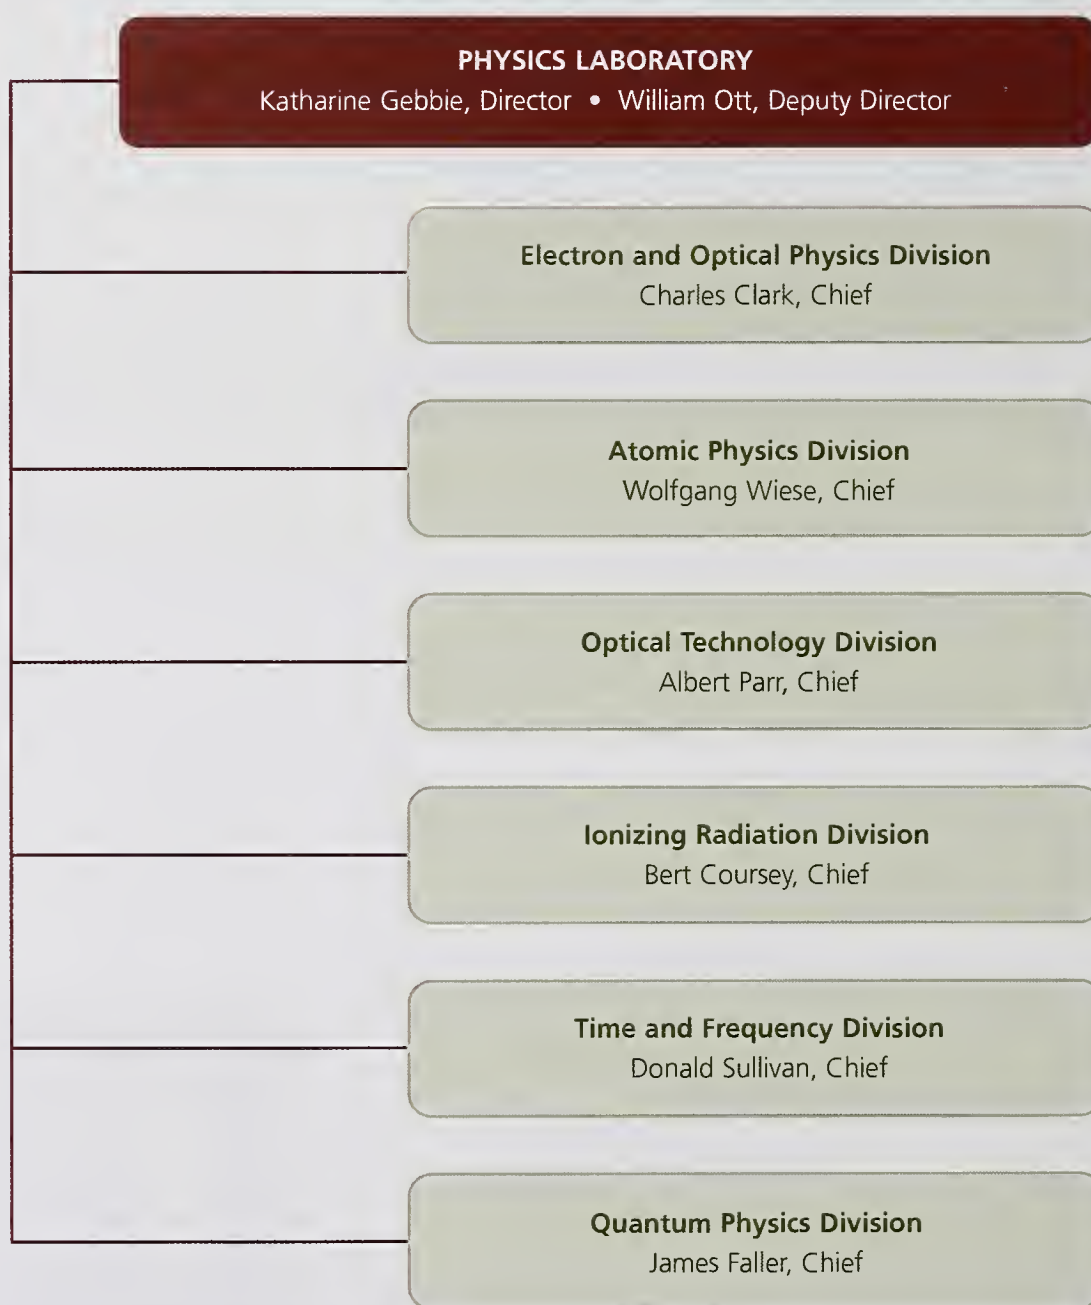 PHYSICS LABORATORY
Katharine Gebbie, Director • William Ott, Deputy Director
Electron and Optical Physics Division
Charles Clark, Chief
Atomic Physics Division
Wolfgang Wiese, Chief
Optical Technology Division
Albert Parr, Chief
Ionizing Radiation Division
Bert Coursey, Chief
Time and Frequency Division
Donald Sullivan, Chief
Quantum Physics Division
James Faller, Chief